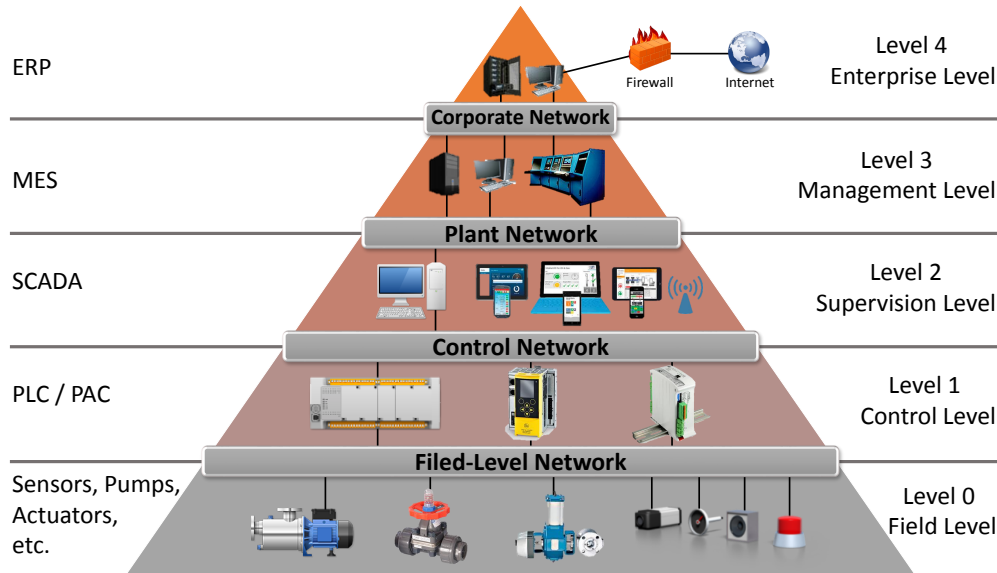 ERP
Firewall
Internet
Level 4
Enterprise Level
Corporate Network
MES
Level 3
Management Level
Plant Network
SCADA
Level 2
Supervision Level
Control Network
PLC / PAC
Level 1
Control Level
Filed-Level Network
Sensors, Pumps,
Actuators,
etc.
Level 0
Field Level